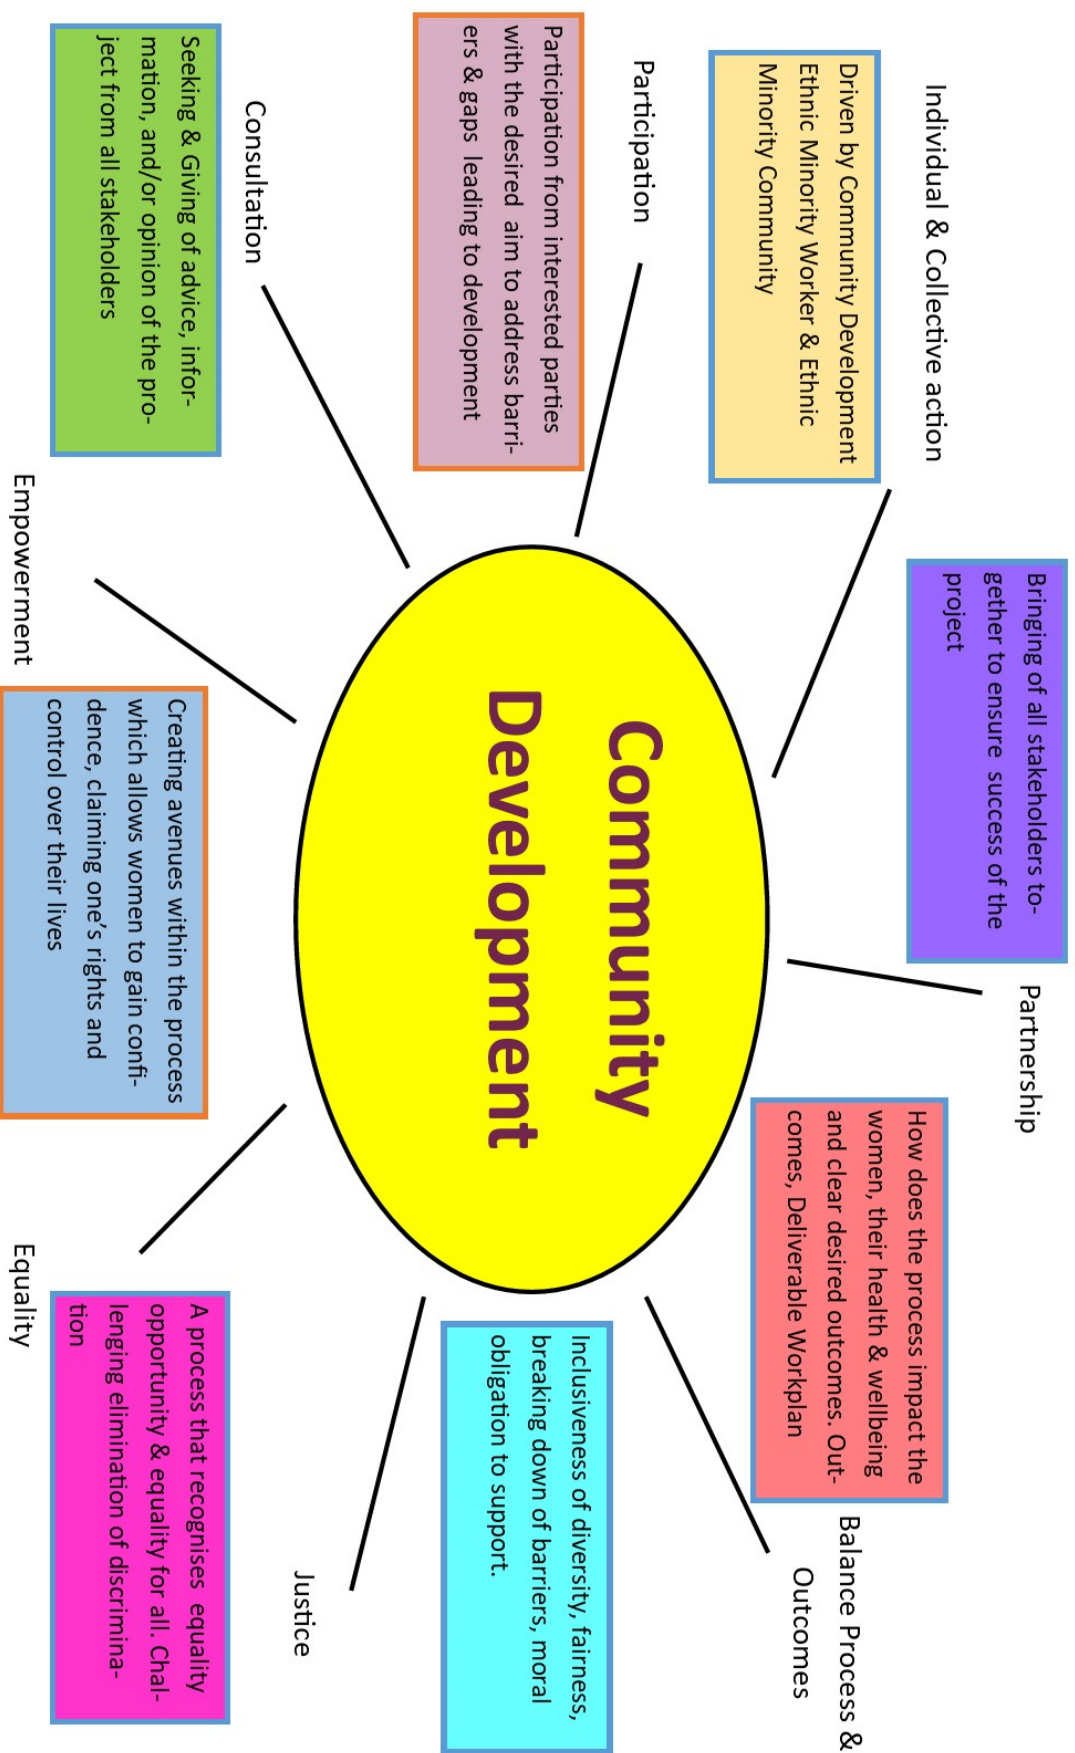 Individual & Collective action
Driven by Community Development
Ethnic Minority Worker & Ethnic
Minority Community
Bringing of all stakeholders to-
gether to ensure success of the
project
Partnership
How does the process impact the
women, their health & wellbeing
and clear desired outcomes. Out-
comes, Deliverable Workplan
Balance Process &
Outcomes
Participation
Participation from interested parties
with the desired aim to address barri-
ers & gaps leading to development
Community
Development
Inclusiveness of diversity, fairness,
breaking down of barriers, moral
obligation to support.
Justice
Consultation
Seeking & Giving of advice, infor-
mation, and/or opinion of the pro-
ject from all stakeholders
Empowerment
Creating avenues within the process
which allows women to gain confi-
dence, claiming one’s rights and
control over their lives
Equality
A process that recognises equality
opportunity & equality for all. Chal-
lenging elimination of discrimina-
tion